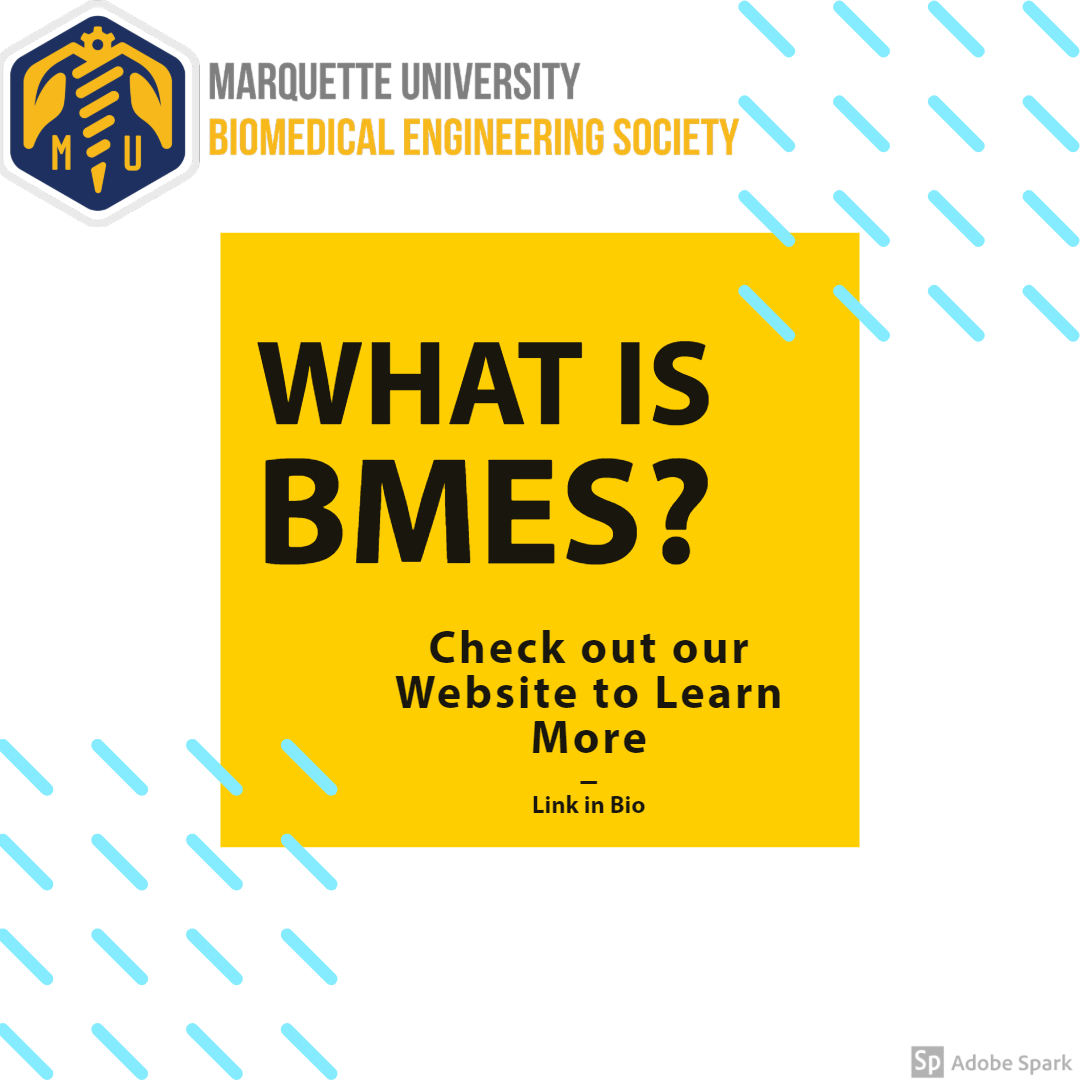 MARQUETTE UNIVERSITY
BIOMEDICAL ENGINEERING SOCIETY
M U
WHAT IS
BMES?
Check out our
Website to Learn
More
–
Link in Bio
Sp Adobe Spark